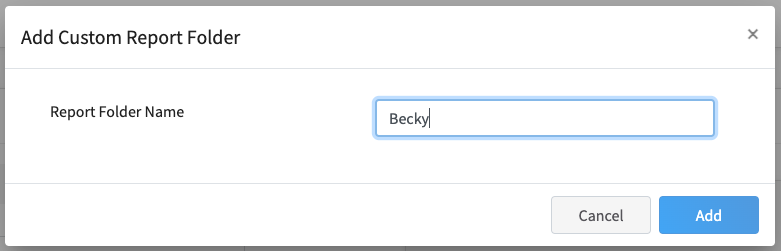 Add Custom Report Folder
×
Report Folder Name
Becky
Cancel
Add